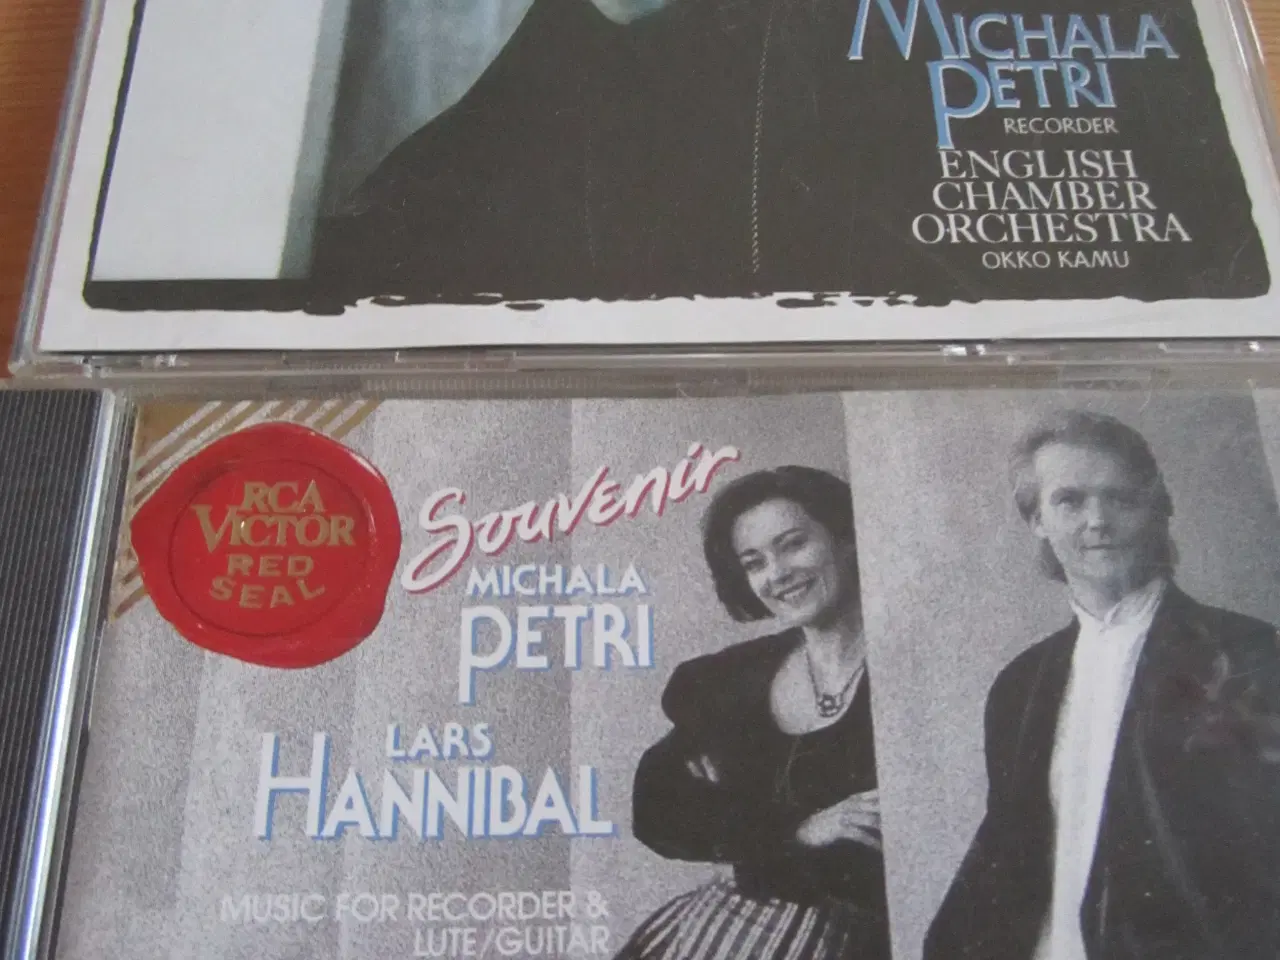 MICHALA
PETRI
RECORDER
ENGLISH
CHAMBER
ORCHESTRA
OKKO KAMU
RCA
VICTOR
RED
SEAL
Souvenir
MICHALA
PETRI
LARS
HANNIBAL
MUSIC FOR RECORDER &
LUTE/GUITAR